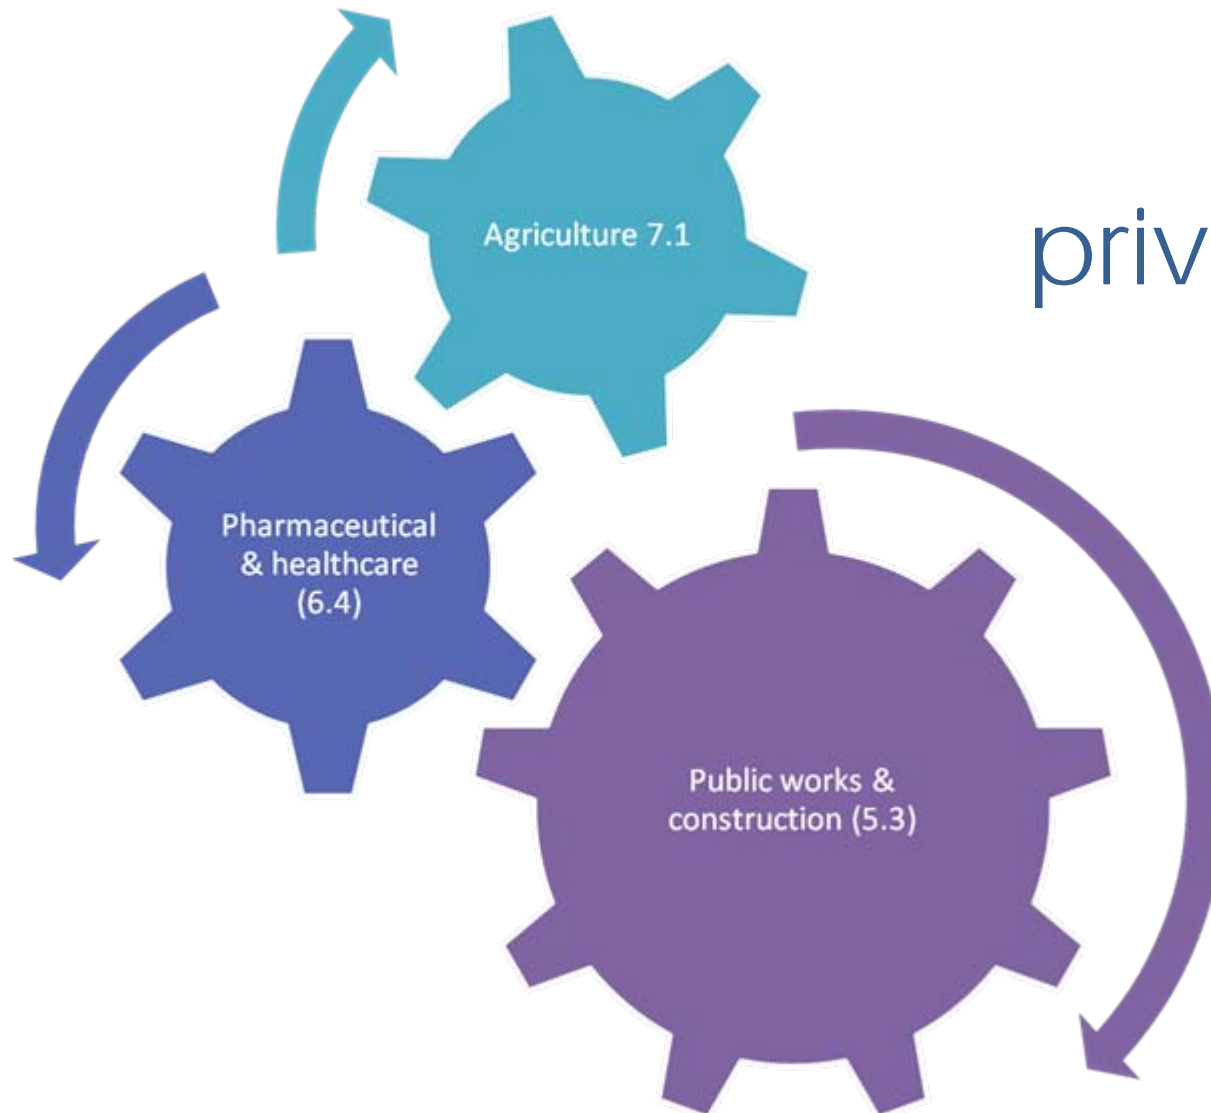 Agriculture 7.1
priv
Pharmaceutical
& healthcare
(6.4)
Public works &
construction (5.3)